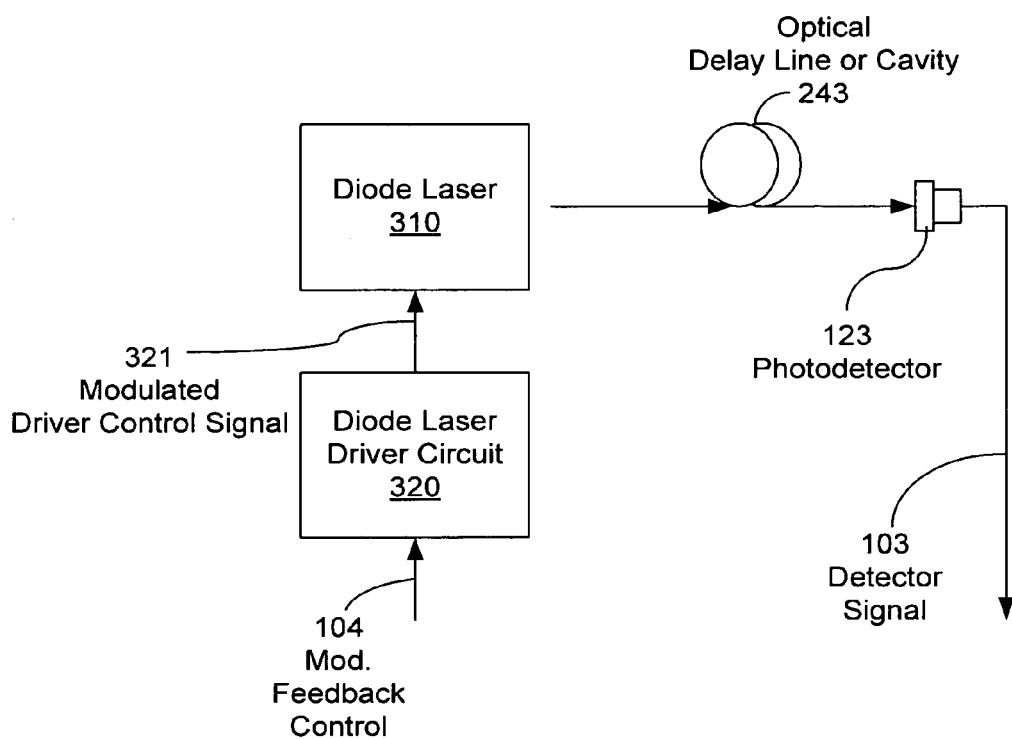 Optical
Delay Line or Cavity
243
Diode Laser
310
123
Photodetector
321
Modulated
Driver Control Signal
Diode Laser
Driver Circuit
320
103
Detector
Signal
104
Mod.
Feedback
Control